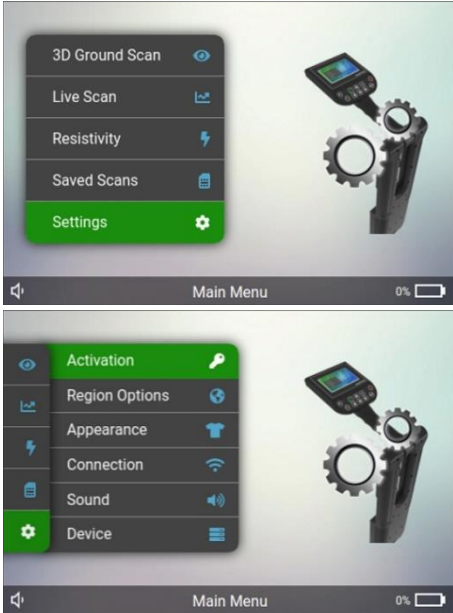 3D Ground Scan
Live Scan
Resistivity
Saved Scans
Settings
Main Menu
0%
Activation
Region Options
Appearance
Connection
Sound
Device
Main Menu
0%